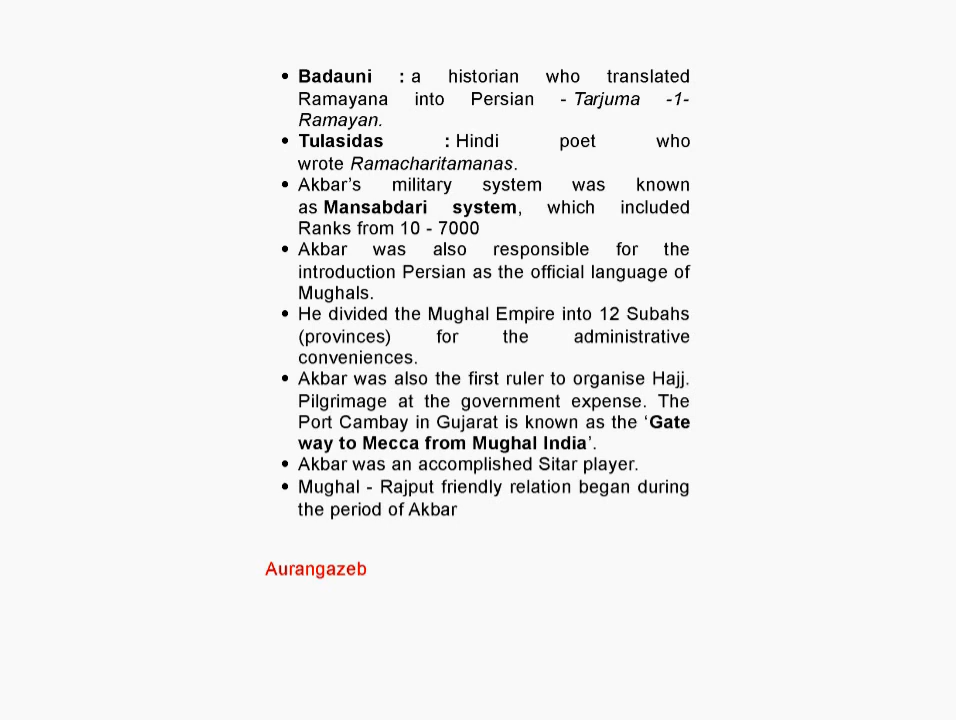 • Badauni : a historian who translated
Ramayana into Persian - Tarjuma -1-
Ramayan.
• Tulasidas : Hindi poet who
wrote Ramacharitamanas.
• Akbar’s military system was known
as Mansabdari system, which included
Ranks from 10 - 7000
• Akbar was also responsible for the
introduction Persian as the official language of
Mughals.
• He divided the Mughal Empire into 12 Subahs
(provinces) for the administrative
conveniences.
• Akbar was also the first ruler to organise Hajj.
Pilgrimage at the government expense. The
Port Cambay in Gujarat is known as the ‘Gate
way to Mecca from Mughal India’.
• Akbar was an accomplished Sitar player.
• Mughal - Rajput friendly relation began during
the period of Akbar
Aurangazeb